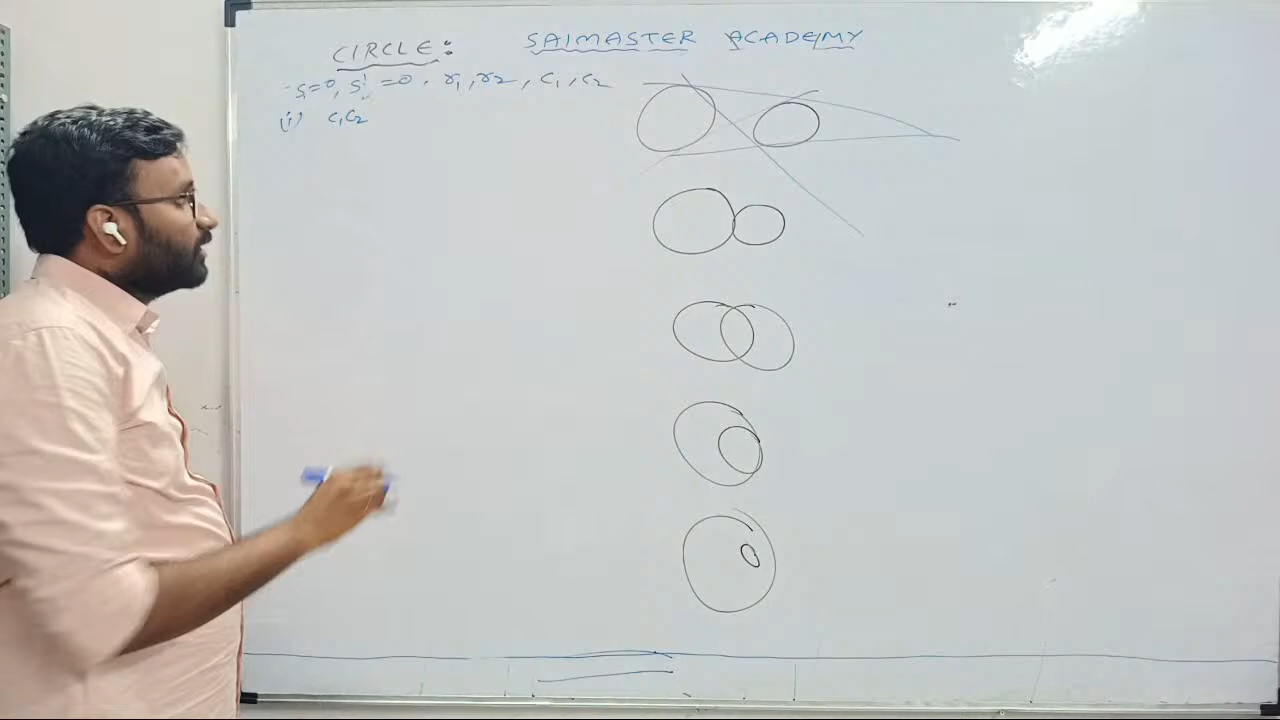 CIRCLE: SAIMASTER ACADEMY
S=0, S'=0, r1, r2, C1, C2
(i) C1C2